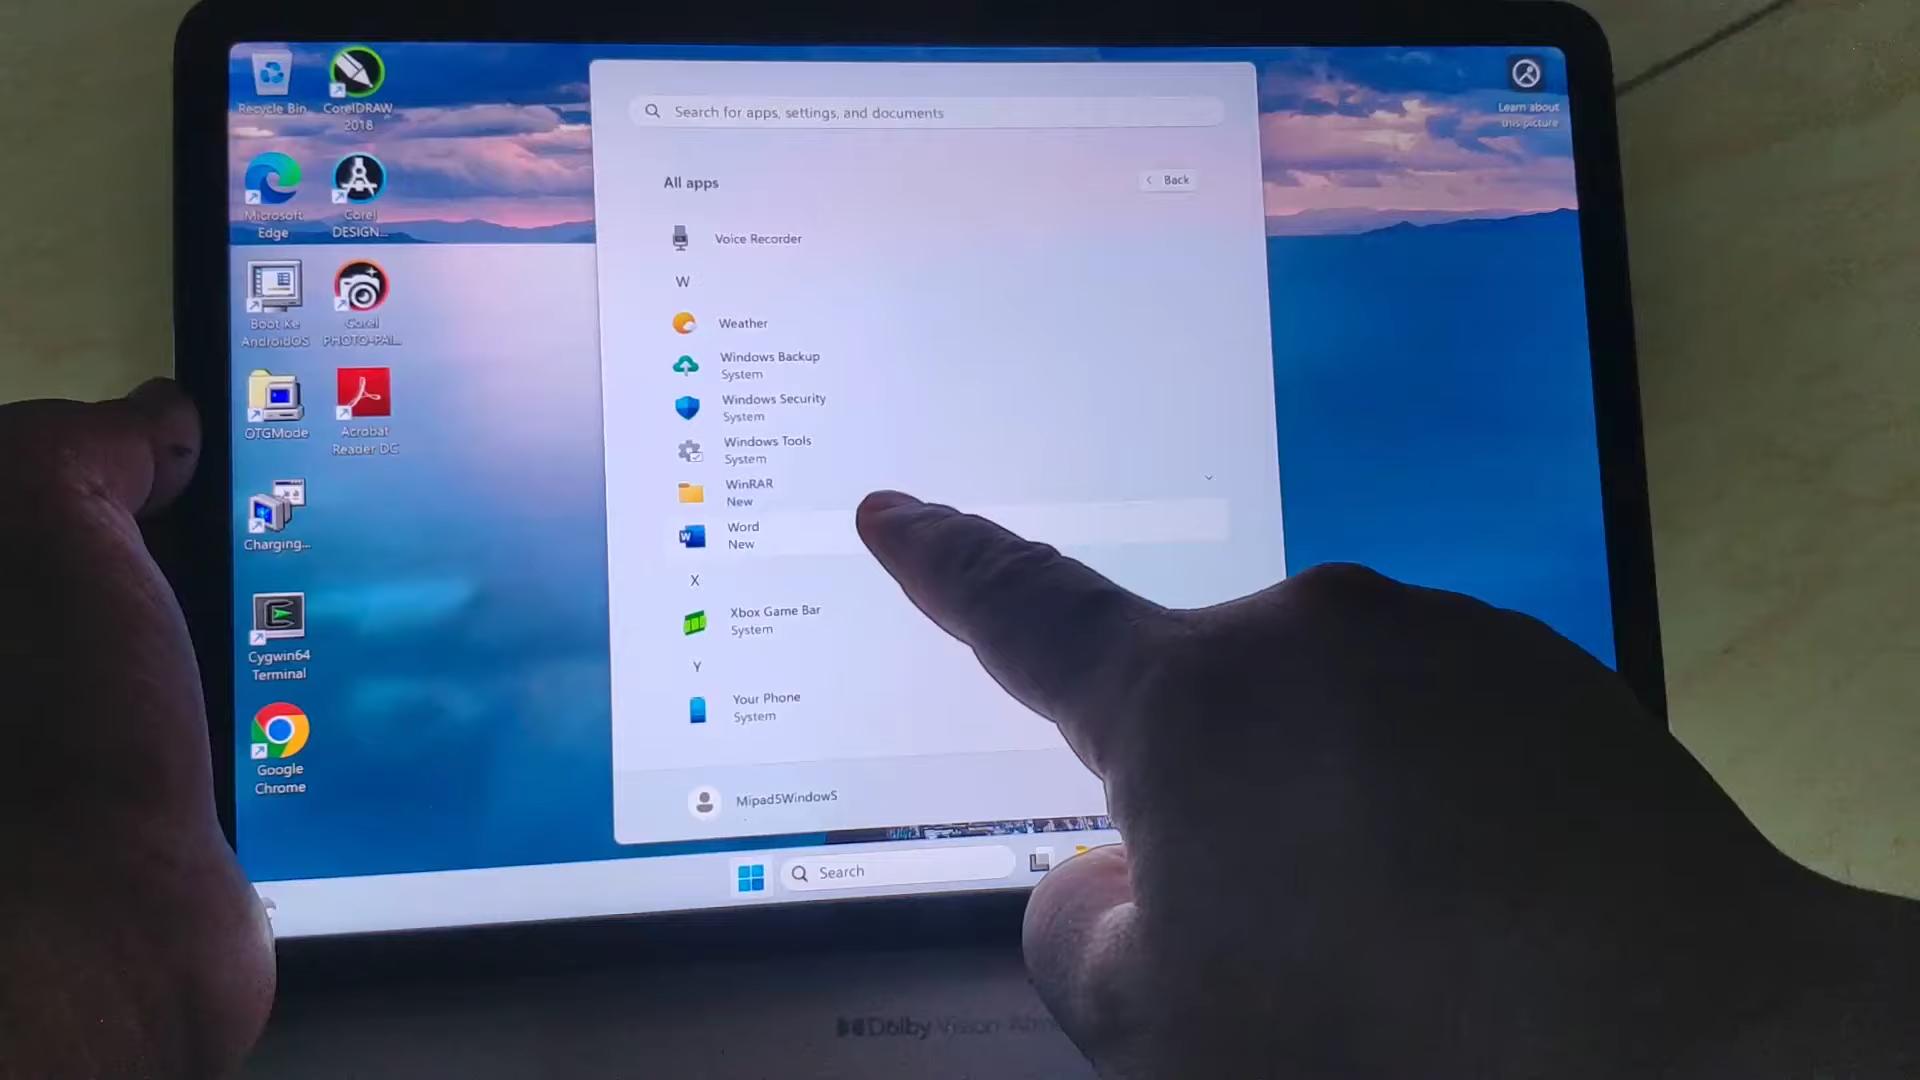 Recycle Bin
CorelDRAW
2018
Microsoft
Edge
Corel
DESIGN...
Boot Ke
AndroidOS
Corel
PHOTO-PAI...
OTGMode
Acrobat
Reader DC
Charging...
Cygwin64
Terminal
Google
Chrome
Search for apps, settings, and documents
All apps
Back
Voice Recorder
W
Weather
Windows Backup
System
Windows Security
System
Windows Tools
System
WinRAR
New
Word
New
X
Xbox Game Bar
System
Y
Your Phone
System
Mipad5WindowS
Learn about
this picture
Search
Dolby Vision